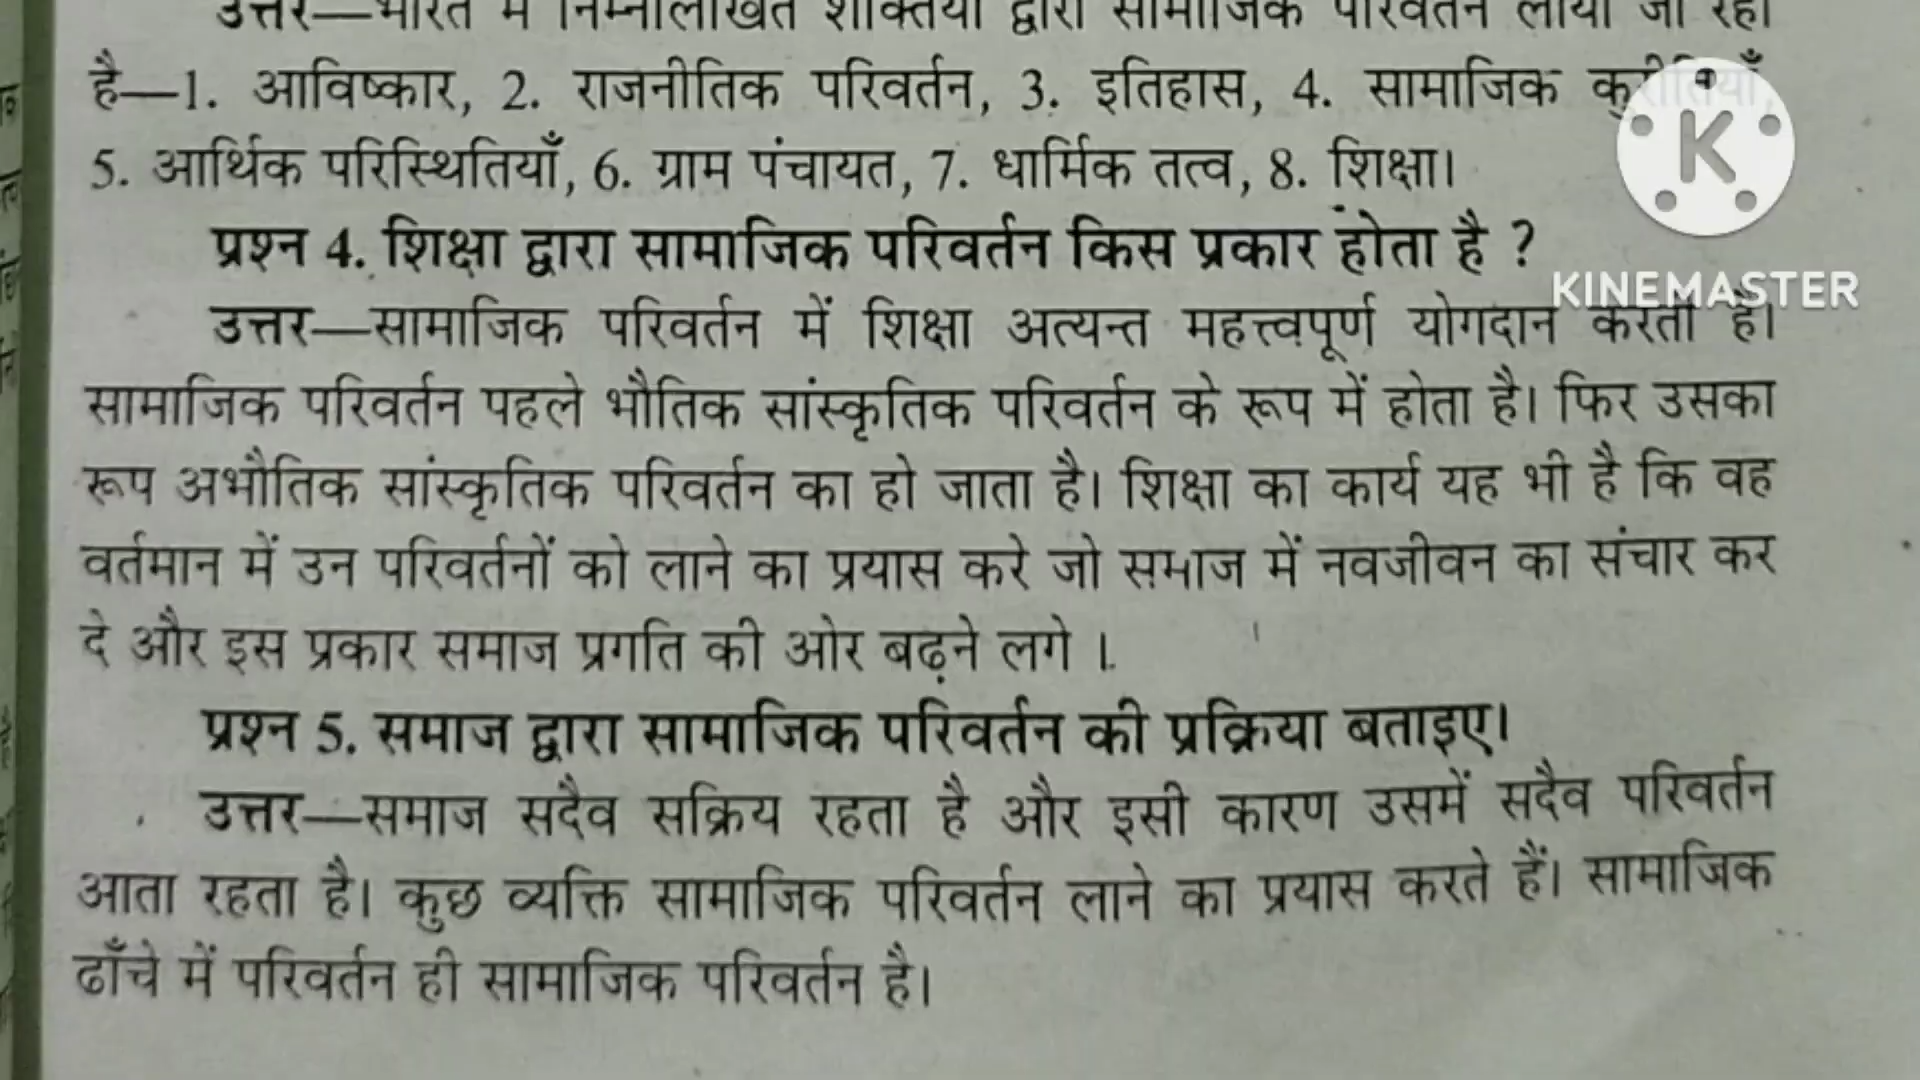 उत्तर—भारत में निम्नलिखित शक्तियों द्वारा सामाजिक परिवर्तन लाया जा रहा
है—1. आविष्कार, 2. राजनीतिक परिवर्तन, 3. इतिहास, 4. सामाजिक कुरीतियाँ,
5. आर्थिक परिस्थितियाँ, 6. ग्राम पंचायत, 7. धार्मिक तत्व, 8. शिक्षा।
प्रश्न 4. शिक्षा द्वारा सामाजिक परिवर्तन किस प्रकार होता है ?
KINEMASTER
उत्तर—सामाजिक परिवर्तन में शिक्षा अत्यन्त महत्त्वपूर्ण योगदान करती है।
सामाजिक परिवर्तन पहले भौतिक सांस्कृतिक परिवर्तन के रूप में होता है। फिर उसका
रूप अभौतिक सांस्कृतिक परिवर्तन का हो जाता है। शिक्षा का कार्य यह भी है कि वह
वर्तमान में उन परिवर्तनों को लाने का प्रयास करे जो समाज में नवजीवन का संचार कर
दे और इस प्रकार समाज प्रगति की ओर बढ़ने लगे ।
प्रश्न 5. समाज द्वारा सामाजिक परिवर्तन की प्रक्रिया बताइए।
उत्तर—समाज सदैव सक्रिय रहता है और इसी कारण उसमें सदैव परिवर्तन
आता रहता है। कुछ व्यक्ति सामाजिक परिवर्तन लाने का प्रयास करते हैं। सामाजिक
ढाँचे में परिवर्तन ही सामाजिक परिवर्तन है।